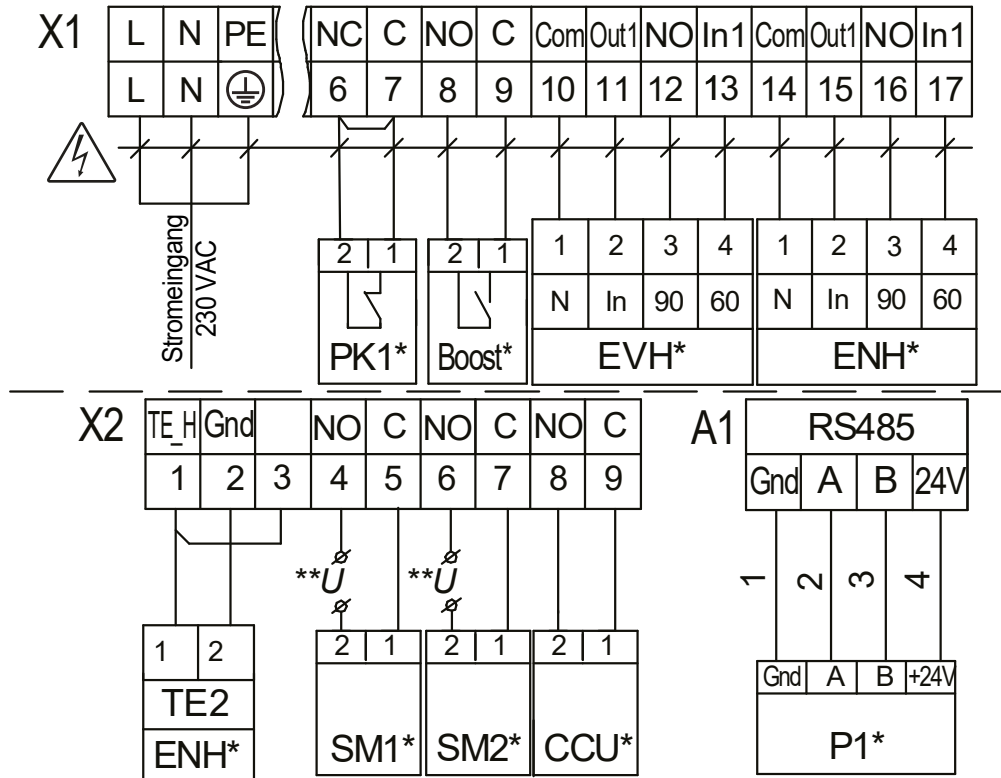 X1 L N PE NC C NO C Com Out1 NO In1 Com Out1 NO In1
L N 6 7 8 9 10 11 12 13 14 15 16 17
Stromeingang
230 VAC
2 1 2 1 1 2 3 4 1 2 3 4
N In 90 60 N In 90 60
PK1* Boost* EVH* ENH*
X2 TE_H Gnd NO C NO C NO C A1 RS485
1 2 3 4 5 6 7 8 9 Gnd A B 24V
**U **U 1 2 3 4
1 2 2 1 2 1 2 1 Gnd A B +24V
TE2
ENH* SM1* SM2* CCU* P1*